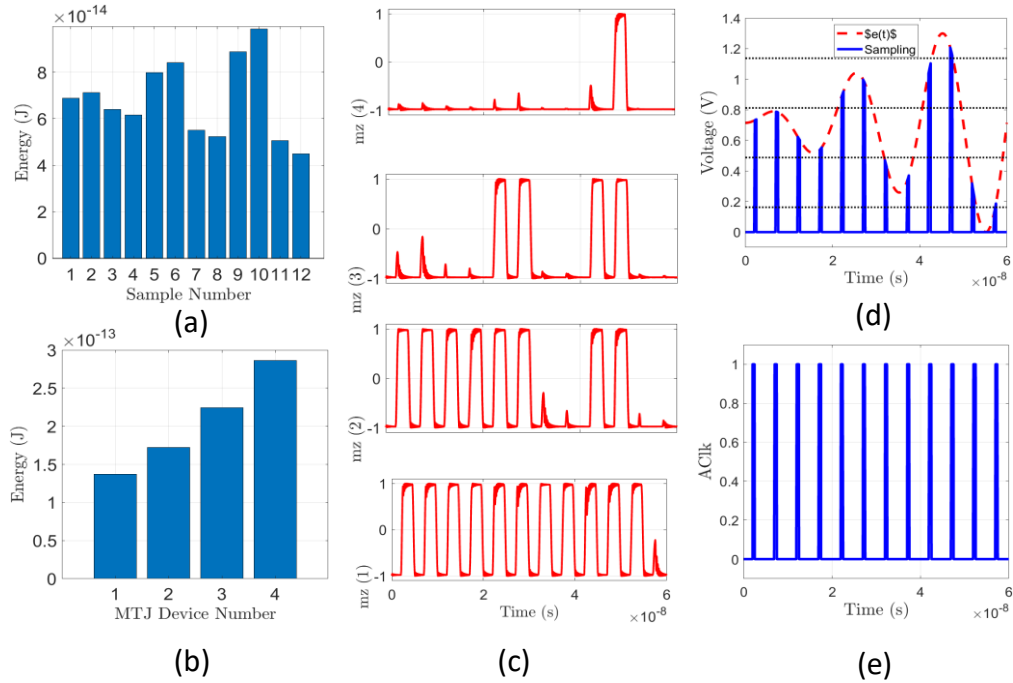 ×10⁻¹⁴
8
6
4
2
0
Energy (J)
1 2 3 4 5 6 7 8 9 10 11 12
Sample Number
(a)
×10⁻¹³
3
2.5
2
1.5
1
0.5
0
Energy (J)
1 2 3 4
MTJ Device Number
(b)
1
0
-1
mz (4)
1
0
-1
mz (3)
1
0
-1
mz (2)
1
0
-1
mz (1)
0 2 4 6
Time (s)
×10⁻⁸
(c)
1.4
1.2
1
0.8
0.6
0.4
0.2
0
Voltage (V)
$e(t)$
Sampling
0 2 4 6
Time (s)
×10⁻⁸
(d)
1
0.8
0.6
0.4
0.2
0
AClk
0 2 4 6
Time (s)
×10⁻⁸
(e)